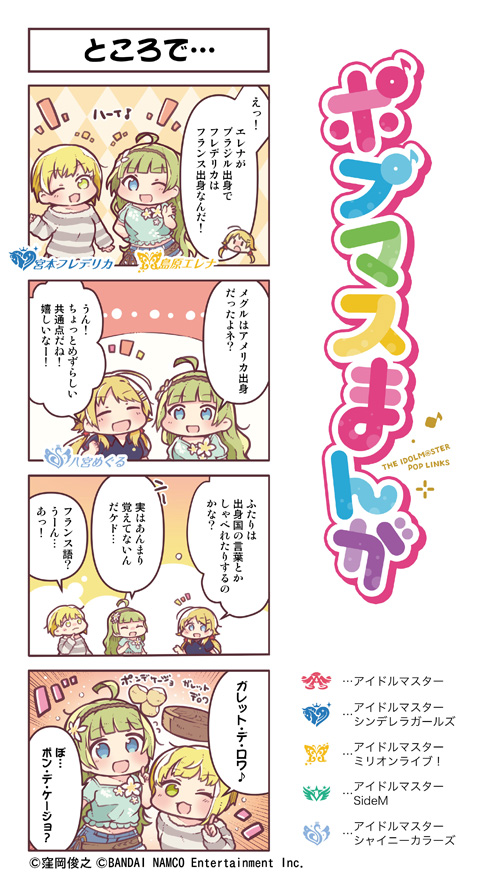 ところで…
えっ！
エレナが
ブラジル出身で
フレデリカは
フランス出身なんだ！
ハーイ♪
宮本フレデリカ
島原エレナ
メグルはアメリカ出身
だったよネ？
うん！
ちょっとめずらしい
共通点だね！
嬉しいなー！
八宮めぐる
ふたりは
出身国の言葉とか
しゃべれたりするの
かな？
実はあんまり
覚えてないん
だケド…
フランス語？
うーん…
あっ！
ガレット・デ・ロワ♪
ポンデケージョ
ガレット
デロワ
ぽ…
ポン・デ・ケージョ？
ポプマスまんが
THE IDOLM@STER
POP LINKS
…アイドルマスター
…アイドルマスター
シンデレラガールズ
…アイドルマスター
ミリオンライブ！
…アイドルマスター
SideM
…アイドルマスター
シャイニーカラーズ
©窪岡俊之 ©BANDAI NAMCO Entertainment Inc.